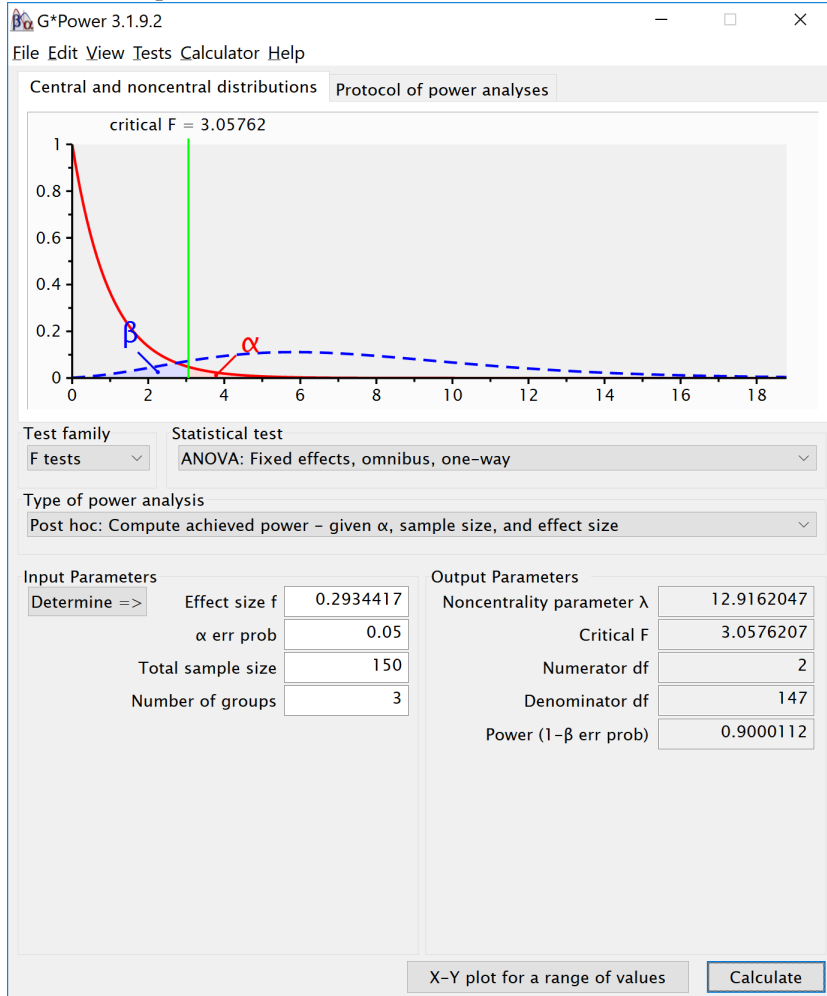 βα G*Power 3.1.9.2
File Edit View Tests Calculator Help
Central and noncentral distributions Protocol of power analyses
critical F = 3.05762
1
0.8
0.6
0.4
0.2
0
β
α
0 2 4 6 8 10 12 14 16 18
Test family Statistical test
F tests ANOVA: Fixed effects, omnibus, one-way
Type of power analysis
Post hoc: Compute achieved power - given α, sample size, and effect size
Input Parameters Output Parameters
Determine => Effect size f 0.2934417 Noncentrality parameter λ 12.9162047
α err prob 0.05 Critical F 3.0576207
Total sample size 150 Numerator df 2
Number of groups 3 Denominator df 147
Power (1-β err prob) 0.9000112
X-Y plot for a range of values Calculate